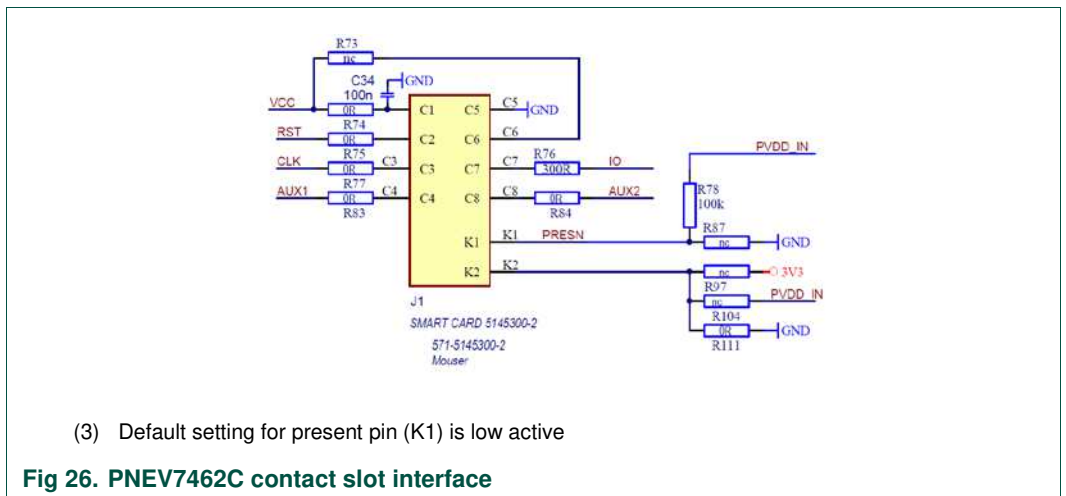 R73
nc
C34
100n
GND
VCC
0R
C1
C5
C5
GND
R74
RST
0R
C2
C6
C6
R75
CLK
0R
C3
C3
C7
C7
R76
300R
IO
R77
AUX1
0R
C4
C4
C8
C8
0R
AUX2
R83
R84
PVDD_IN
R78
100k
K1
K1
PRESN
R87
nc
GND
K2
K2
nc
3V3
R97
nc
PVDD_IN
R104
0R
GND
R111
J1
SMART CARD 5145300-2
571-5145300-2
Mouser
(3) Default setting for present pin (K1) is low active
Fig 26. PNEV7462C contact slot interface